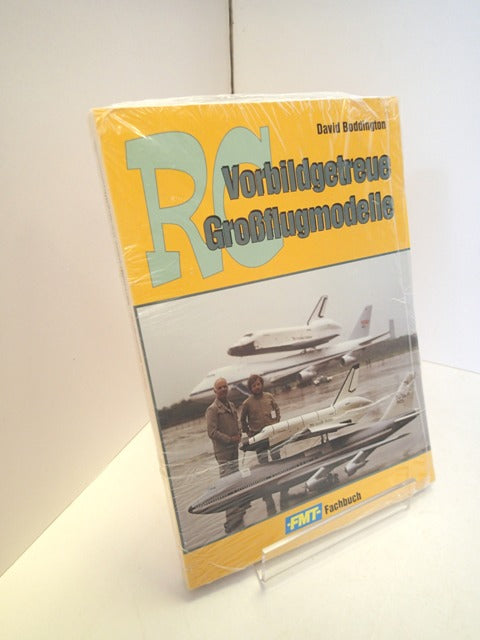 David Boddington
RC
Vorbildgetreue
Großflugmodelle
-FMT- Fachbuch